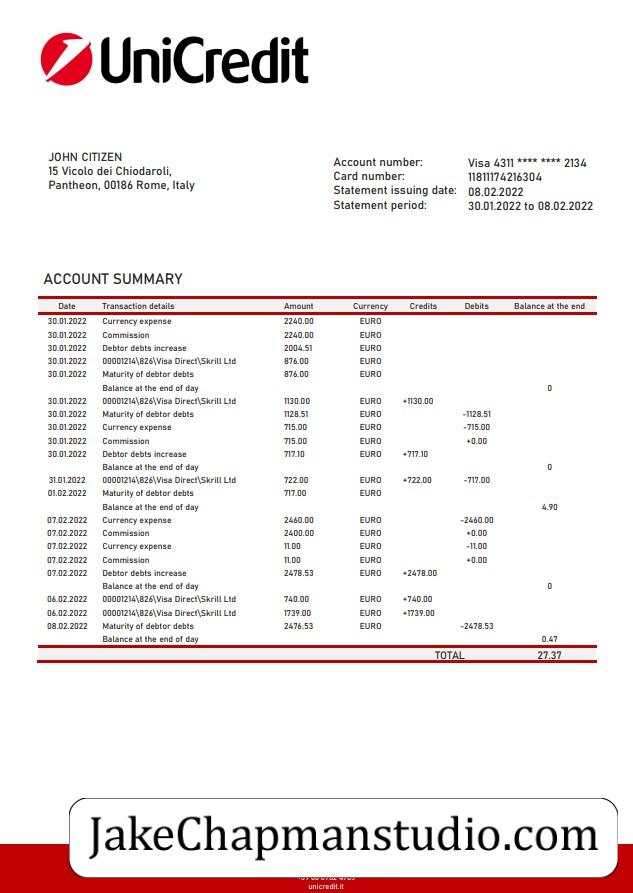 UniCredit
JOHN CITIZEN
15 Vicolo dei Chiodaroli,
Pantheon, 00186 Rome, Italy
Account number: Visa 4311 **** **** 2134
Card number: 11811174216304
Statement issuing date: 08.02.2022
Statement period: 30.01.2022 to 08.02.2022
ACCOUNT SUMMARY
Date Transaction details Amount Currency Credits Debits Balance at the end
30.01.2022 Currency expense 2240.00 EURO
30.01.2022 Commission 2240.00 EURO
30.01.2022 Debtor debts increase 2004.51 EURO
30.01.2022 00001214\826\Visa Direct\Skrill Ltd 876.00 EURO
30.01.2022 Maturity of debtor debts 876.00 EURO
Balance at the end of day 0
30.01.2022 00001214\826\Visa Direct\Skrill Ltd 1130.00 EURO +1130.00
30.01.2022 Maturity of debtor debts 1128.51 EURO -1128.51
30.01.2022 Currency expense 715.00 EURO -715.00
30.01.2022 Commission 715.00 EURO +0.00
30.01.2022 Debtor debts increase 717.10 EURO +717.10
Balance at the end of day 0
31.01.2022 00001214\826\Visa Direct\Skrill Ltd 722.00 EURO +722.00 -717.00
01.02.2022 Maturity of debtor debts 717.00 EURO
Balance at the end of day 4.90
07.02.2022 Currency expense 2460.00 EURO -2460.00
07.02.2022 Commission 2400.00 EURO +0.00
07.02.2022 Currency expense 11.00 EURO -11.00
07.02.2022 Commission 11.00 EURO +0.00
07.02.2022 Debtor debts increase 2478.53 EURO +2478.00
Balance at the end of day 0
06.02.2022 00001214\826\Visa Direct\Skrill Ltd 740.00 EURO +740.00
06.02.2022 00001214\826\Visa Direct\Skrill Ltd 1739.00 EURO +1739.00
08.02.2022 Maturity of debtor debts 2476.53 EURO -2478.53
Balance at the end of day 0.47
TOTAL 27.37
JakeChapmanstudio.com
unicredit.it